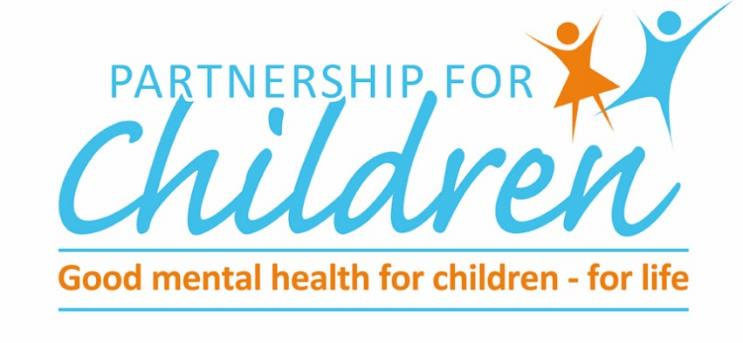 PARTNERSHIP FOR
Children
Good mental health for children - for life